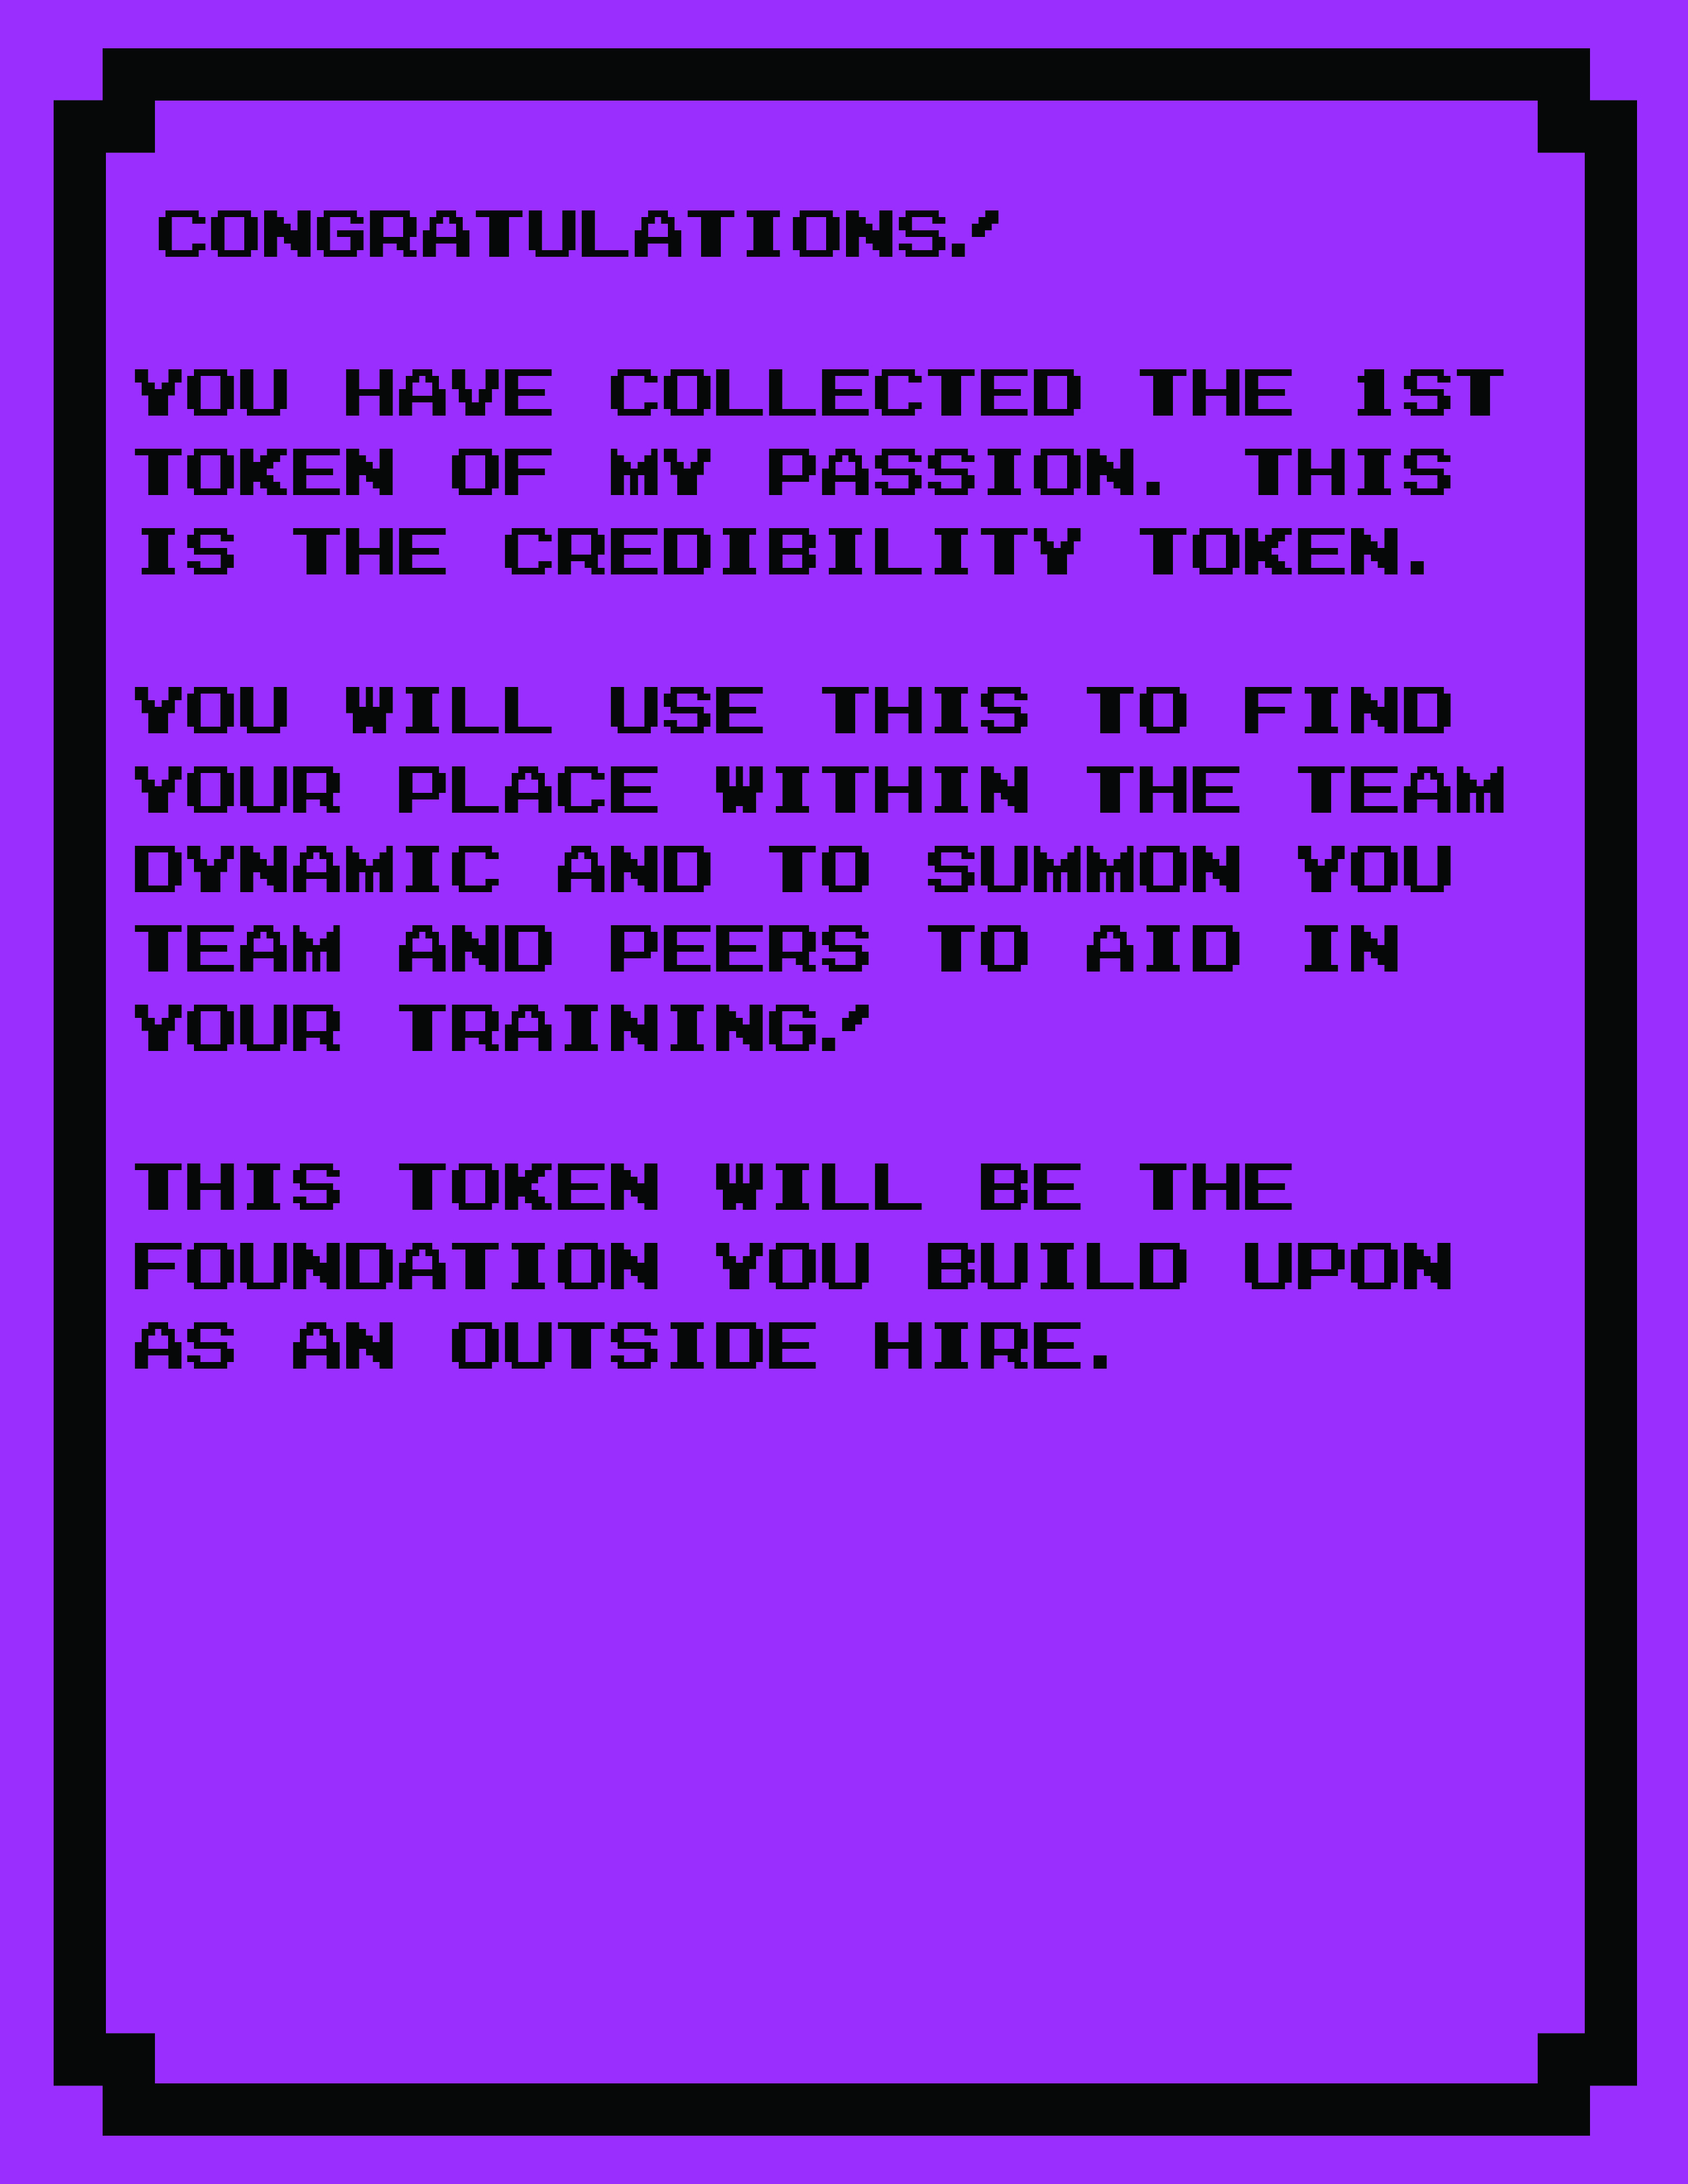 CONGRATULATIONS!
YOU HAVE COLLECTED THE 1ST
TOKEN OF MY PASSION. THIS
IS THE CREDIBILITY TOKEN.
YOU WILL USE THIS TO FIND
YOUR PLACE WITHIN THE TEAM
DYNAMIC AND TO SUMMON YOU
TEAM AND PEERS TO AID IN
YOUR TRAINING!
THIS TOKEN WILL BE THE
FOUNDATION YOU BUILD UPON
AS AN OUTSIDE HIRE.